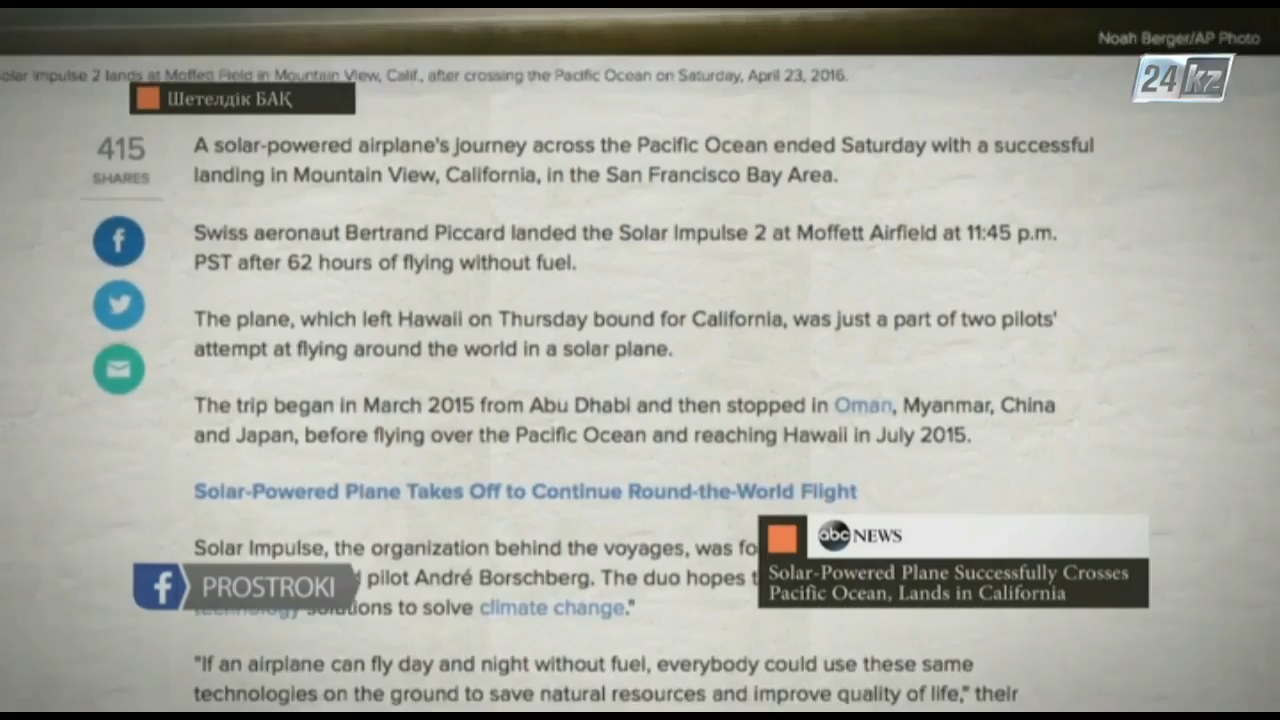 Noah Berger/AP Photo
olar Impulse 2 lands at Moffett Field in Mountain View, Calif., after crossing the Pacific Ocean on Saturday, April 23, 2016.
24 kz
Шетелдік БАҚ
415
SHARES
A solar-powered airplane's journey across the Pacific Ocean ended Saturday with a successful
landing in Mountain View, California, in the San Francisco Bay Area.
Swiss aeronaut Bertrand Piccard landed the Solar Impulse 2 at Moffett Airfield at 11:45 p.m.
PST after 62 hours of flying without fuel.
The plane, which left Hawaii on Thursday bound for California, was just a part of two pilots'
attempt at flying around the world in a solar plane.
The trip began in March 2015 from Abu Dhabi and then stopped in Oman, Myanmar, China
and Japan, before flying over the Pacific Ocean and reaching Hawaii in July 2015.
Solar-Powered Plane Takes Off to Continue Round-the-World Flight
Solar Impulse, the organization behind the voyages, was fo
pilot André Borschberg. The duo hopes t
technology solutions to solve climate change."
"If an airplane can fly day and night without fuel, everybody could use these same
technologies on the ground to save natural resources and improve quality of life," their
f PROSTROKI
abc NEWS
Solar-Powered Plane Successfully Crosses
Pacific Ocean, Lands in California